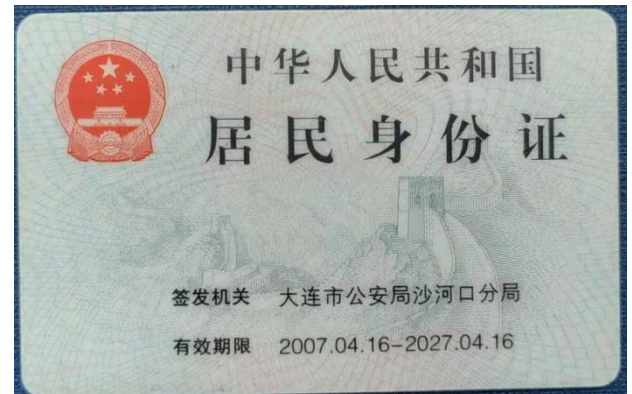 中华人民共和国
居民身份证
签发机关 大连市公安局沙河口分局
有效期限 2007.04.16-2027.04.16